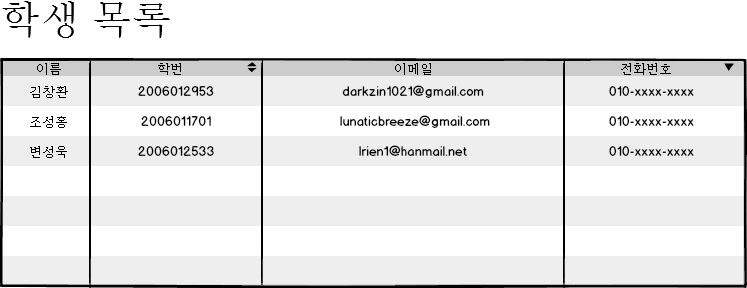 학생 목록
이름 학번 이메일 전화번호
김창환 2006012953 darkzin1021@gmail.com 010-xxxx-xxxx
조성홍 2006011701 lunaticbreeze@gmail.com 010-xxxx-xxxx
변성욱 2006012533 lrien1@hanmail.net 010-xxxx-xxxx